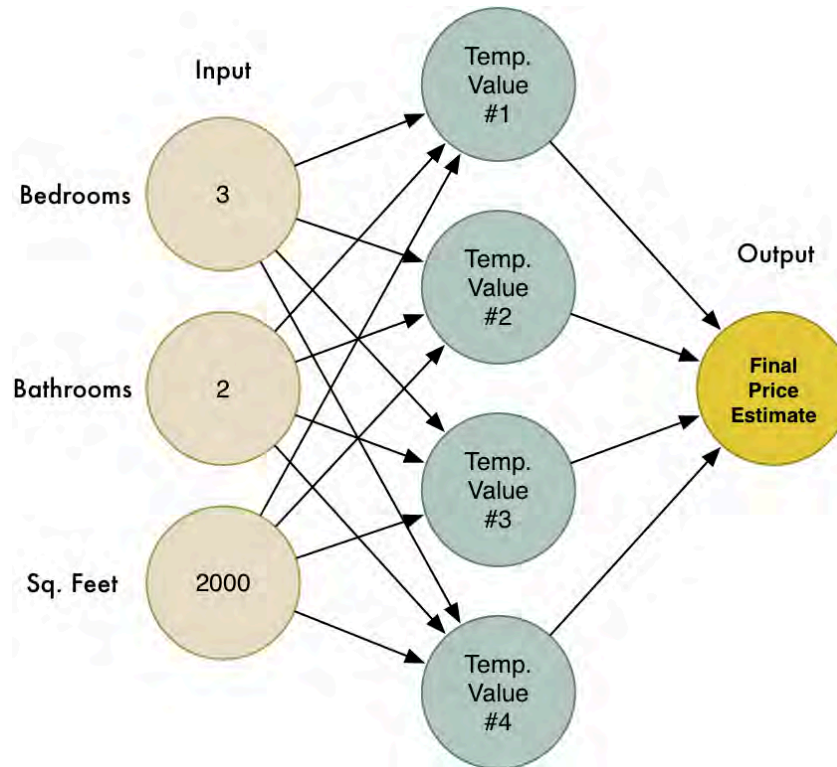 Input
Bedrooms
3
Bathrooms
2
Sq. Feet
2000
Temp.
Value
#1
Temp.
Value
#2
Temp.
Value
#3
Temp.
Value
#4
Output
Final
Price
Estimate